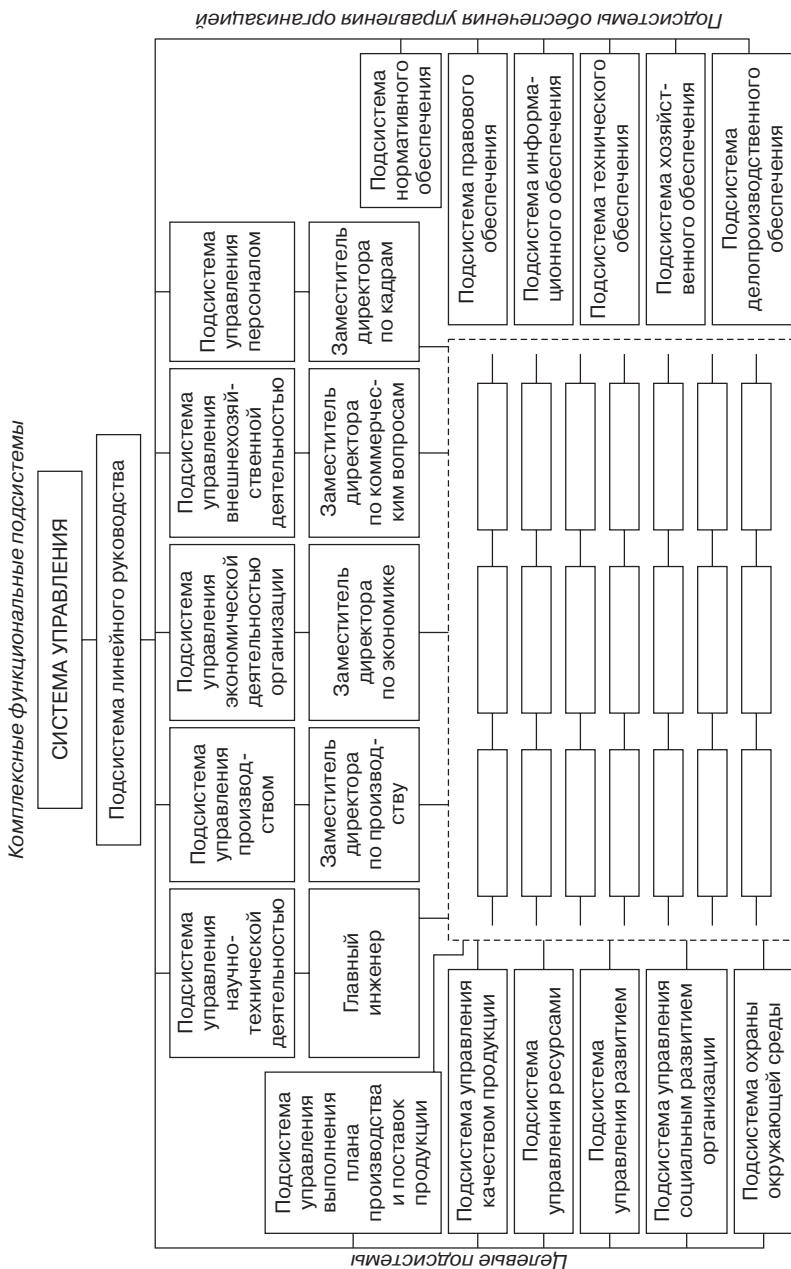 Комплексные функциональные подсистемы
СИСТЕМА УПРАВЛЕНИЯ
Подсистема линейного руководства
Подсистема
управления
научно-
технической
деятельностью
Подсистема
управления
производ-
ством
Подсистема
управления
экономической
деятельностью
организации
Подсистема
управления
внешнехозяй-
ственной
деятельностью
Подсистема
управления
персоналом
Главный
инженер
Заместитель
директора
по производ-
ству
Заместитель
директора
по экономике
Заместитель
директора
по коммерчес-
ким вопросам
Заместитель
директора
по кадрам
Целевые подсистемы
Подсистема
управления
выполнения
плана
производства
и поставок
продукции
Подсистема управления
качеством продукции
Подсистема
управления ресурсами
Подсистема
управления развитием
Подсистема управления
социальным развитием
организации
Подсистема охраны
окружающей среды
Подсистемы обеспечения управления организацией
Подсистема
нормативного
обеспечения
Подсистема правового
обеспечения
Подсистема информа-
ционного обеспечения
Подсистема технического
обеспечения
Подсистема хозяйст-
венного обеспечения
Подсистема
делопроизводственного
обеспечения